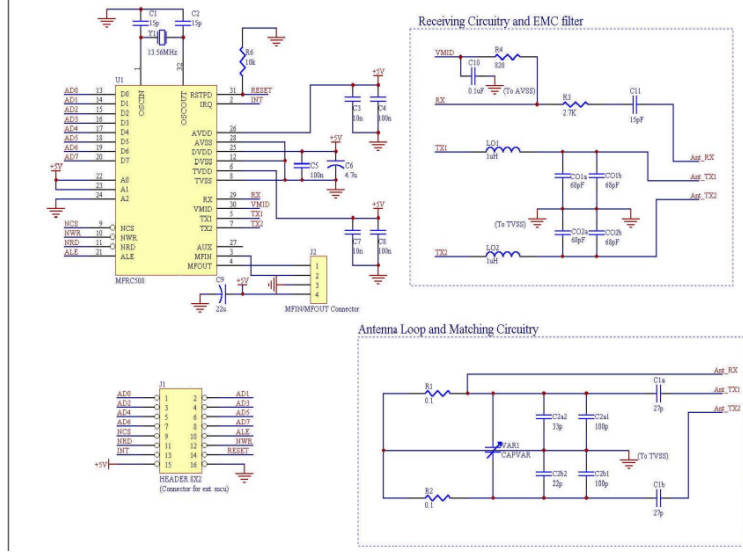 C1
15p
C2
15p
Y1
13.56MHz
R6
10k
U1
1
32
OSCIN
OSCOUT
AD0 13 D0
AD1 14 D1
AD2 15 D2
AD3 16 D3
AD4 17 D4
AD5 18 D5
AD6 19 D6
AD7 20 D7
+5V
22 A0
23 A1
24 A2
NCS 9 NCS
NWR 10 NWR
NRD 11 NRD
ALE 21 ALE
MFRC500
RSTPD 31 RESET
IRQ 2 INT
AVDD 26
AVSS 28
DVDD 25
DVSS 12
TVDD 6
TVSS 8
RX 29 RX
VMID 30 VMID
TX1 5 TX1
TX2 7 TX2
AUX 27
MFIN 3
MFOUT 4
+5V
C3
10n
C4
100n
+5V
C5
100n
C6
4.7u
+5V
C7
10n
C8
100n
C9
22u
+5V
J2
1
2
3
4
MFIN/MFOUT Connector
Receiving Circuitry and EMC filter
VMID
R4
820
C10
0.1uF
(To AVSS)
RX
R3
2.7K
C11
15pF
TX1
LO1
1uH
Ant_RX
Ant_TX1
Ant_TX2
CO1a
68pF
CO1b
68pF
(To TVSS)
CO2a
68pF
CO2b
68pF
TX2
LO2
1uH
Antenna Loop and Matching Circuitry
Ant_RX
Ant_TX1
Ant_TX2
R1
0.1
C1a
27p
C2a2
33p
C2a1
100p
VAR1
CAPVAR
(To TVSS)
C2b2
22p
C2b1
100p
R2
0.1
C1b
27p
J1
AD0 1 2 AD1
AD2 3 4 AD3
AD4 5 6 AD5
AD6 7 8 AD7
NCS 9 10 ALE
NRD 11 12 NWR
INT 13 14 RESET
+5V 15 16
HEADER 8X2
(Connector for ext. mcu)